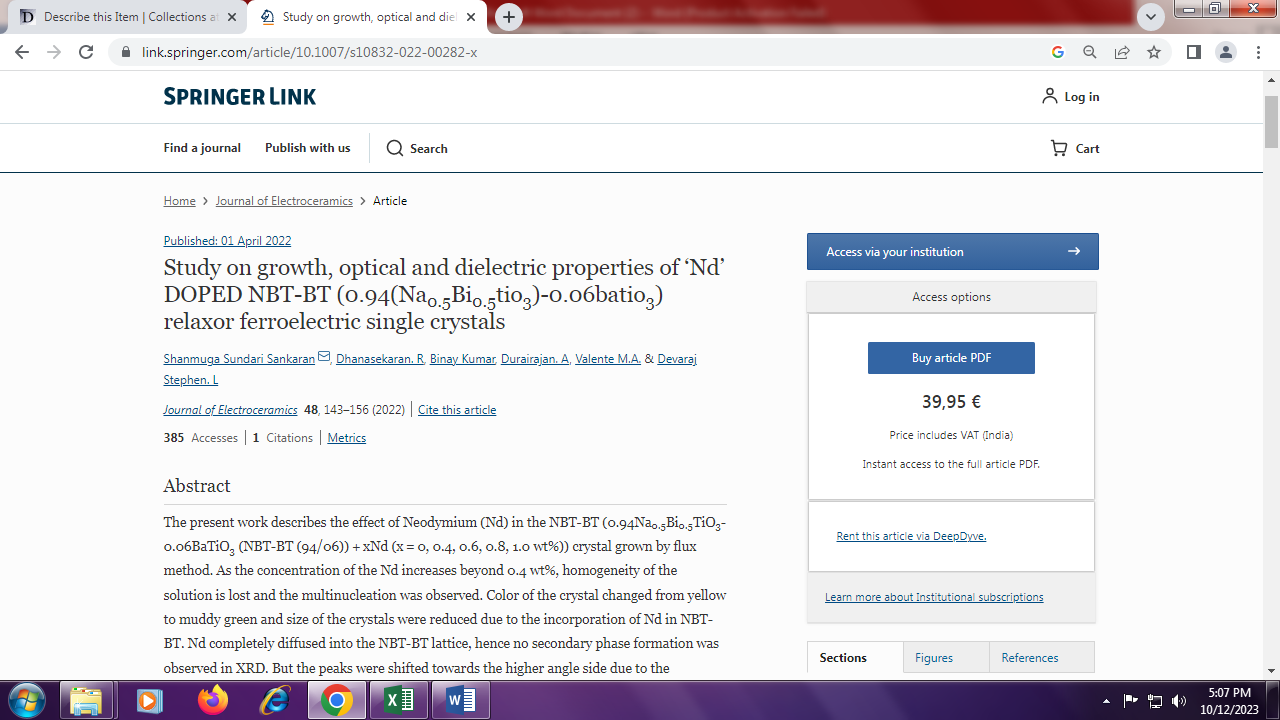 Describe this Item | Collections at
Study on growth, optical and diel
link.springer.com/article/10.1007/s10832-022-00282-x
SPRINGER LINK
Log in
Find a journal Publish with us Search Cart
Home > Journal of Electroceramics > Article
Published: 01 April 2022
Study on growth, optical and dielectric properties of ‘Nd’
DOPED NBT-BT (0.94(Na0.5Bi0.5tio3)-0.06batio3)
relaxor ferroelectric single crystals
Shanmuga Sundari Sankaran, Dhanasekaran. R, Binay Kumar, Durairajan. A, Valente M.A. & Devaraj
Stephen. L
Journal of Electroceramics 48, 143–156 (2022) | Cite this article
385 Accesses | 1 Citations | Metrics
Abstract
The present work describes the effect of Neodymium (Nd) in the NBT-BT (0.94Na0.5Bi0.5TiO3-
0.06BaTiO3 (NBT-BT (94/06)) + xNd (x = 0, 0.4, 0.6, 0.8, 1.0 wt%)) crystal grown by flux
method. As the concentration of the Nd increases beyond 0.4 wt%, homogeneity of the
solution is lost and the multinucleation was observed. Color of the crystal changed from yellow
to muddy green and size of the crystals were reduced due to the incorporation of Nd in NBT-
BT. Nd completely diffused into the NBT-BT lattice, hence no secondary phase formation was
observed in XRD. But the peaks were shifted towards the higher angle side due to the
Access via your institution →
Access options
Buy article PDF
39,95 €
Price includes VAT (India)
Instant access to the full article PDF.
Rent this article via DeepDyve.
Learn more about Institutional subscriptions
Sections Figures References
5:07 PM
10/12/2023